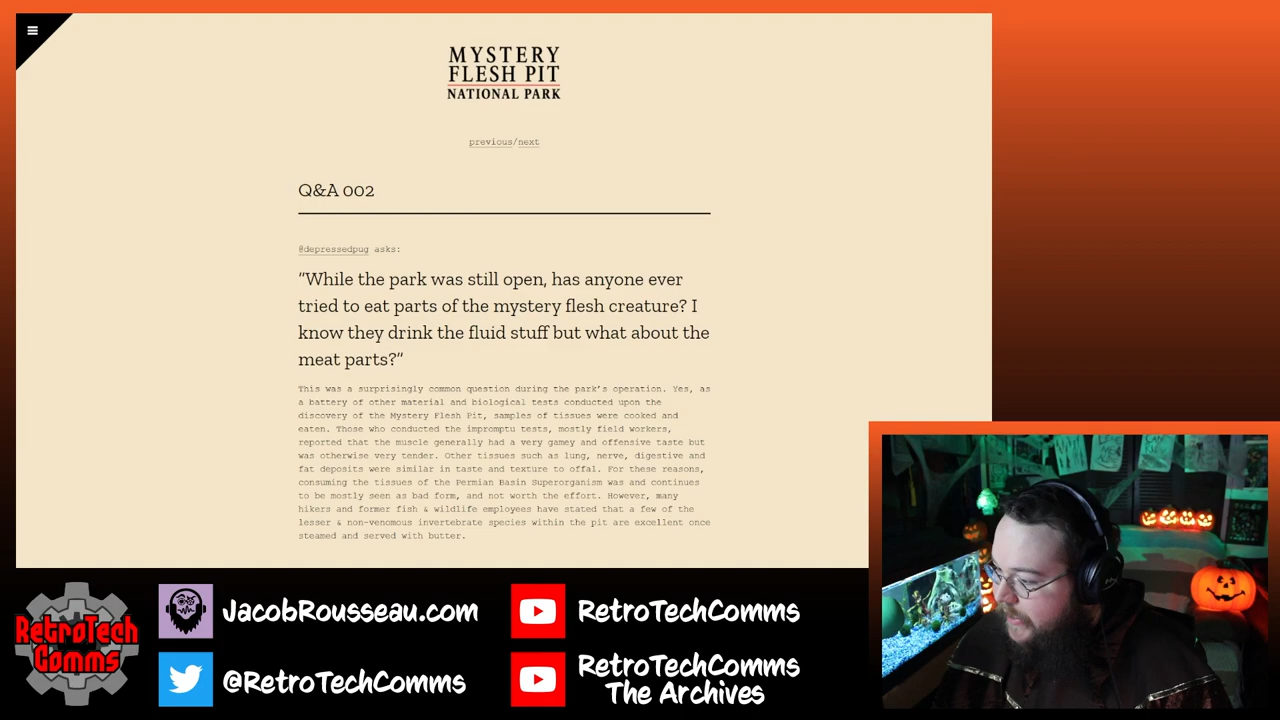 MYSTERY
FLESH PIT
NATIONAL PARK
previous/next
Q&A 002
@depressedpug asks:
“While the park was still open, has anyone ever
tried to eat parts of the mystery flesh creature? I
know they drink the fluid stuff but what about the
meat parts?”
This was a surprisingly common question during the park’s operation. Yes, as
a battery of other material and biological tests conducted upon the
discovery of the Mystery Flesh Pit, samples of tissues were cooked and
eaten. Those who conducted the impromptu tests, mostly field workers,
reported that the muscle generally had a very gamey and offensive taste but
was otherwise very tender. Other tissues such as lung, nerve, digestive and
fat deposits were similar in taste and texture to offal. For these reasons,
consuming the tissues of the Permian Basin Superorganism was and continues
to be mostly seen as bad form, and not worth the effort. However, many
hikers and former fish & wildlife employees have stated that a few of the
lesser & non-venomous invertebrate species within the pit are excellent once
steamed and served with butter.
RetroTech
Comms
JacobRousseau.com
@RetroTechComms
RetroTechComms
RetroTechComms
The Archives